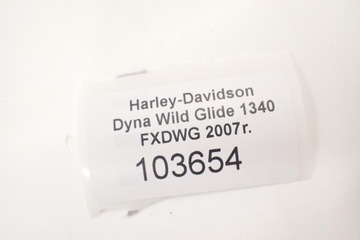 Harley-Davidson
Dyna Wild Glide 1340
FXDWG 2007r.
103654